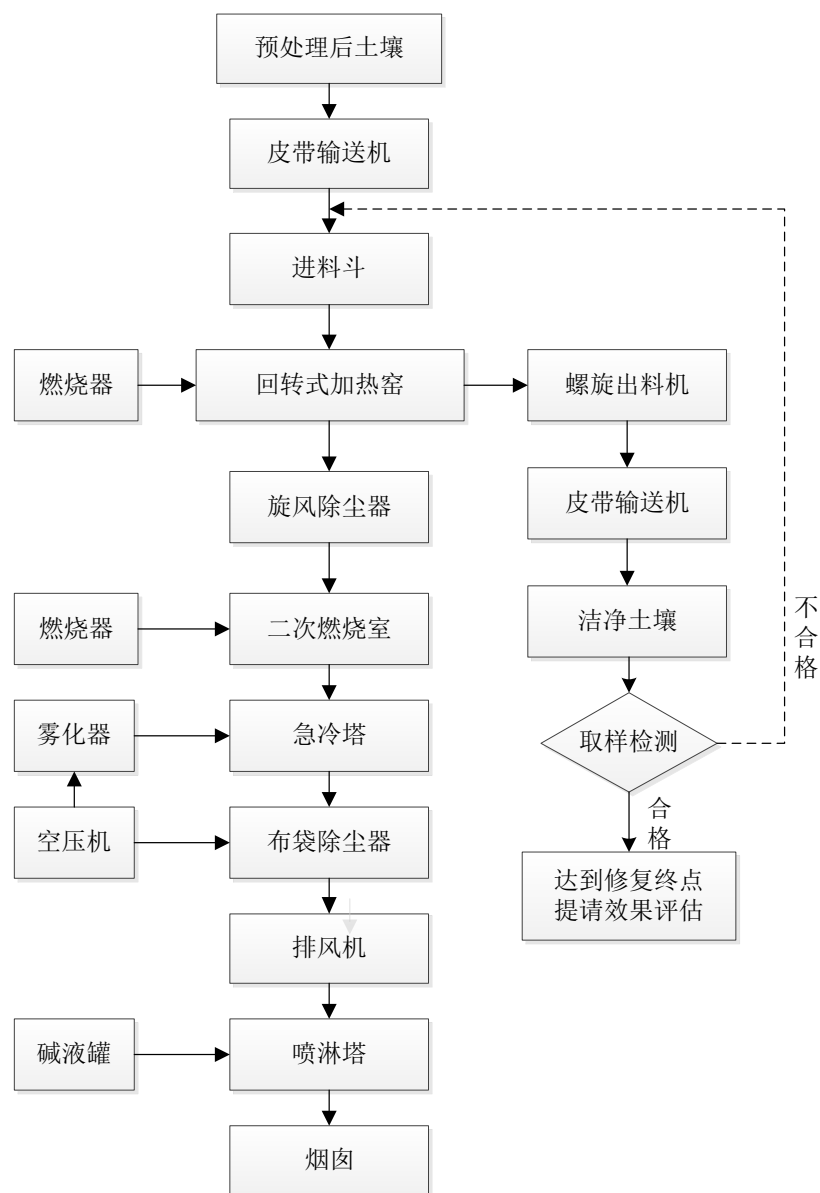 预处理后土壤
皮带输送机
进料斗
燃烧器
回转式加热窑
螺旋出料机
旋风除尘器
皮带输送机
燃烧器
二次燃烧室
洁净土壤
不
合
格
雾化器
急冷塔
取样检测
空压机
布袋除尘器
合
格
达到修复终点
提请效果评估
排风机
碱液罐
喷淋塔
烟囱